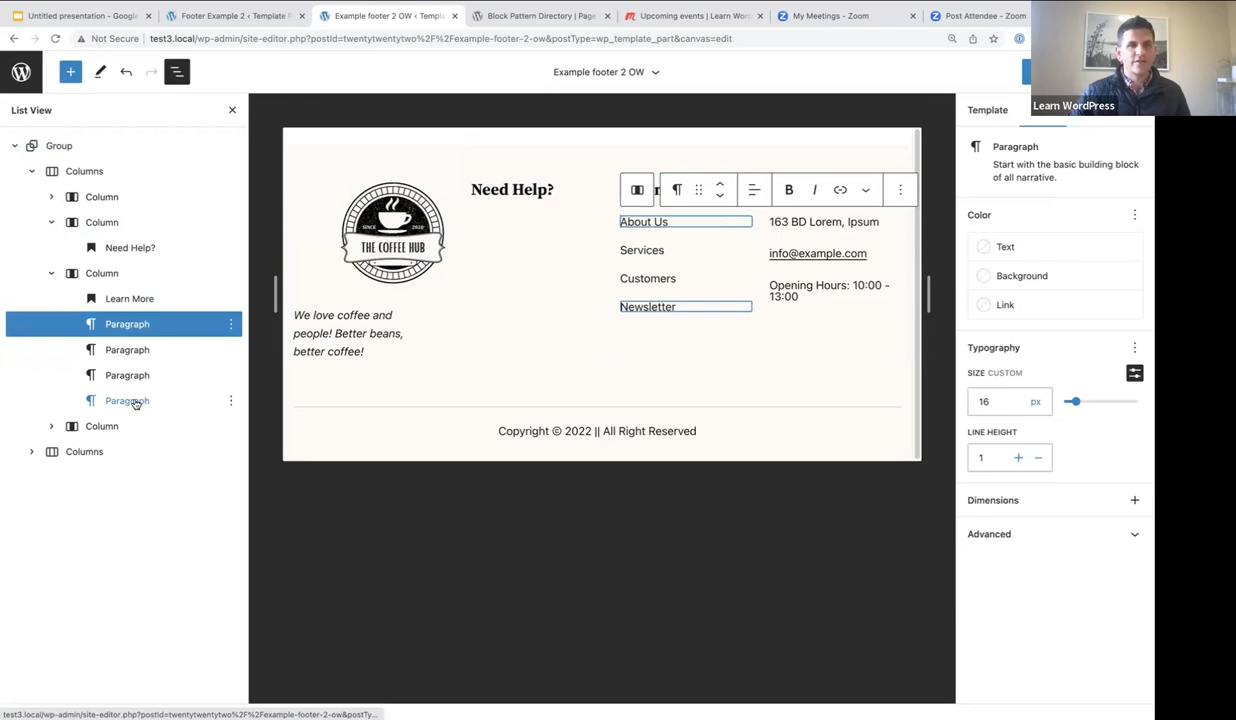 Untitled presentation - Google
Footer Example 2 ‹ Template P
Example footer 2 OW ‹ Templa
Block Pattern Directory | Page
Upcoming events | Learn Wor
My Meetings - Zoom
Post Attendee - Zoom
Not Secure
test3.local/wp-admin/site-editor.php?postId=twentytwentytwo%2F%2Fexample-footer-2-ow&postType=wp_template_part&canvas=edit
Example footer 2 OW
Learn WordPress
List View
Group
Columns
Column
Column
Need Help?
Column
Learn More
Paragraph
Paragraph
Paragraph
Paragraph
Column
Columns
SINCE 2020
THE COFFEE HUB
We love coffee and
people! Better beans,
better coffee!
Need Help?
B I
About Us
Services
Customers
Newsletter
163 BD Lorem, Ipsum
info@example.com
Opening Hours: 10:00 -
13:00
Copyright © 2022 || All Right Reserved
Template
Paragraph
Start with the basic building block
of all narrative.
Color
Text
Background
Link
Typography
SIZE CUSTOM
16 px
LINE HEIGHT
1
Dimensions
Advanced
test3.local/wp-admin/site-editor.php?postId=twentytwentytwo%2F%2Fexample-footer-2-ow&postTy...